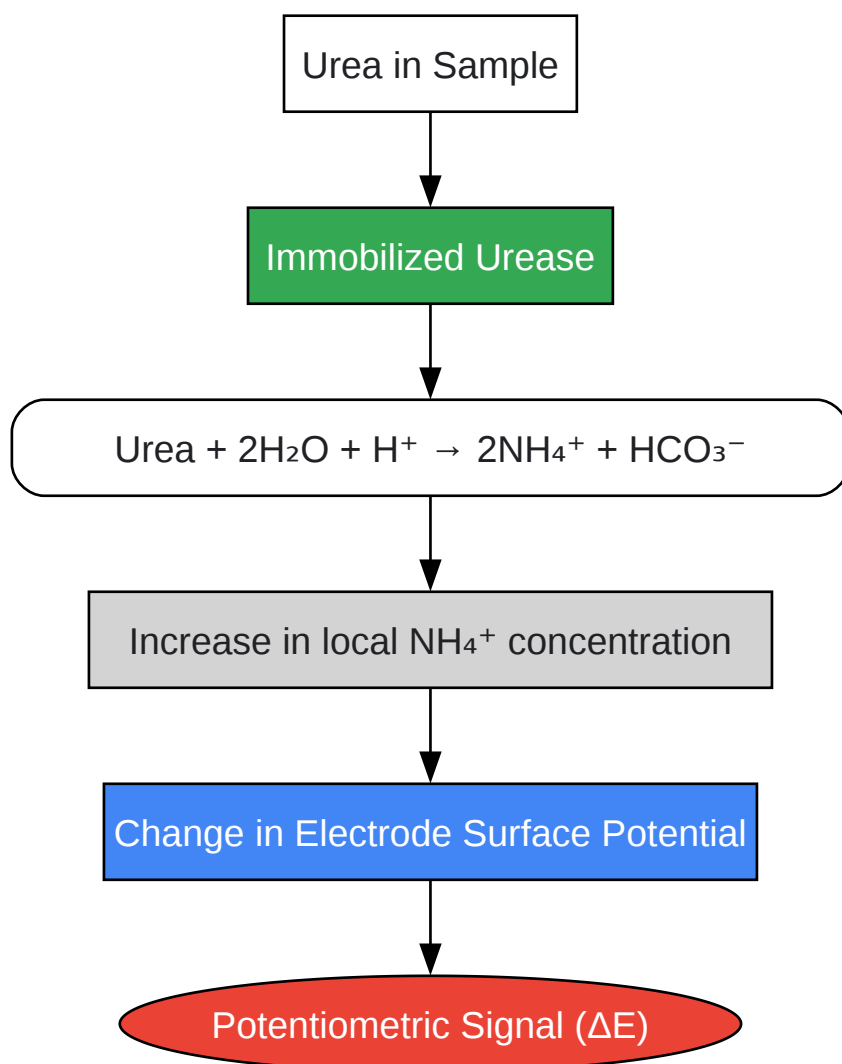 Urea in Sample
Immobilized Urease
Urea + 2H₂O + H⁺ → 2NH₄⁺ + HCO₃⁻
Increase in local NH₄⁺ concentration
Change in Electrode Surface Potential
Potentiometric Signal (ΔE)